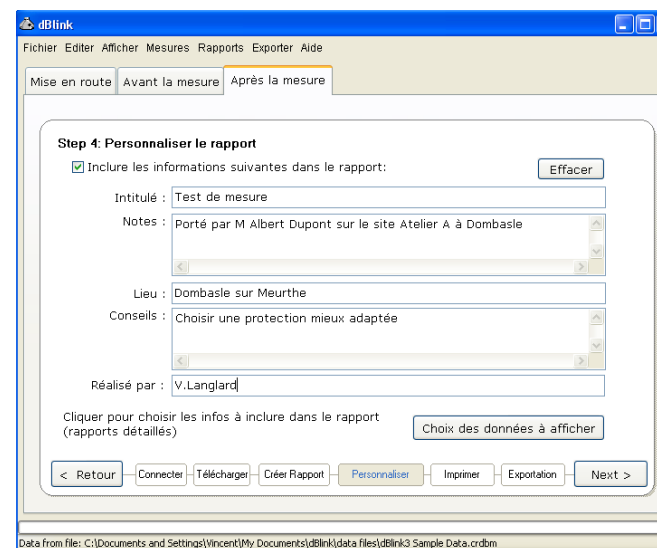 dBlink
Fichier Editer Afficher Mesures Rapports Exporter Aide
Mise en route Avant la mesure Après la mesure
Step 4: Personnaliser le rapport
Inclure les informations suivantes dans le rapport: Effacer
Intitulé : Test de mesure
Notes : Porté par M Albert Dupont sur le site Atelier A à Dombasle
Lieu : Dombasle sur Meurthe
Conseils : Choisir une protection mieux adaptée
Réalisé par : V.Langlard
Cliquer pour choisir les infos à inclure dans le rapport
(rapports détaillés) Choix des données à afficher
< Retour Connecter Télécharger Créer Rapport Personnaliser Imprimer Exportation Next >
Data from file: C:\Documents and Settings\Vincent\My Documents\dBlink\data files\dBlink3 Sample Data.crdbm